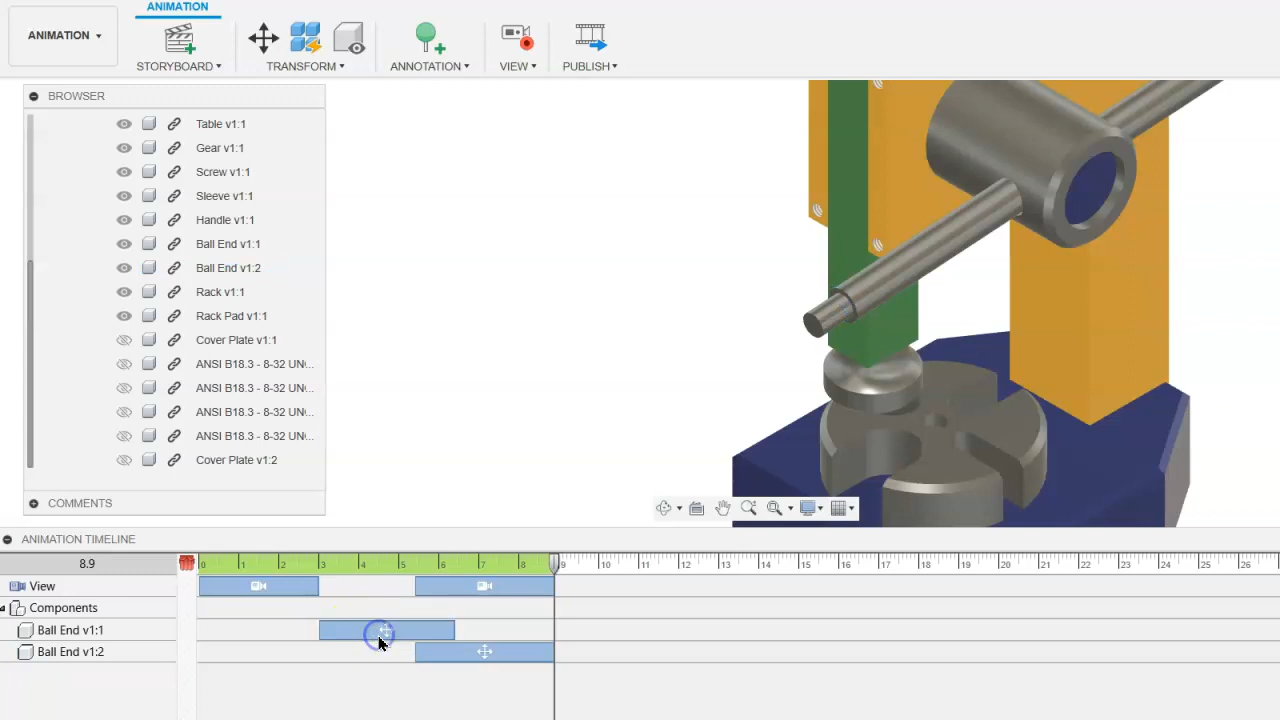 ANIMATION
ANIMATION
STORYBOARD
TRANSFORM
ANNOTATION
VIEW
PUBLISH
BROWSER
Table v1:1
Gear v1:1
Screw v1:1
Sleeve v1:1
Handle v1:1
Ball End v1:1
Ball End v1:2
Rack v1:1
Rack Pad v1:1
Cover Plate v1:1
ANSI B18.3 - 8-32 UN(...
ANSI B18.3 - 8-32 UN(...
ANSI B18.3 - 8-32 UN(...
ANSI B18.3 - 8-32 UN(...
Cover Plate v1:2
COMMENTS
ANIMATION TIMELINE
8.9 0 1 2 3 4 5 6 7 8 9 10 11 12 13 14 15 16 17 18 19 20 21 22 23 24 25 26
View
Components
Ball End v1:1
Ball End v1:2